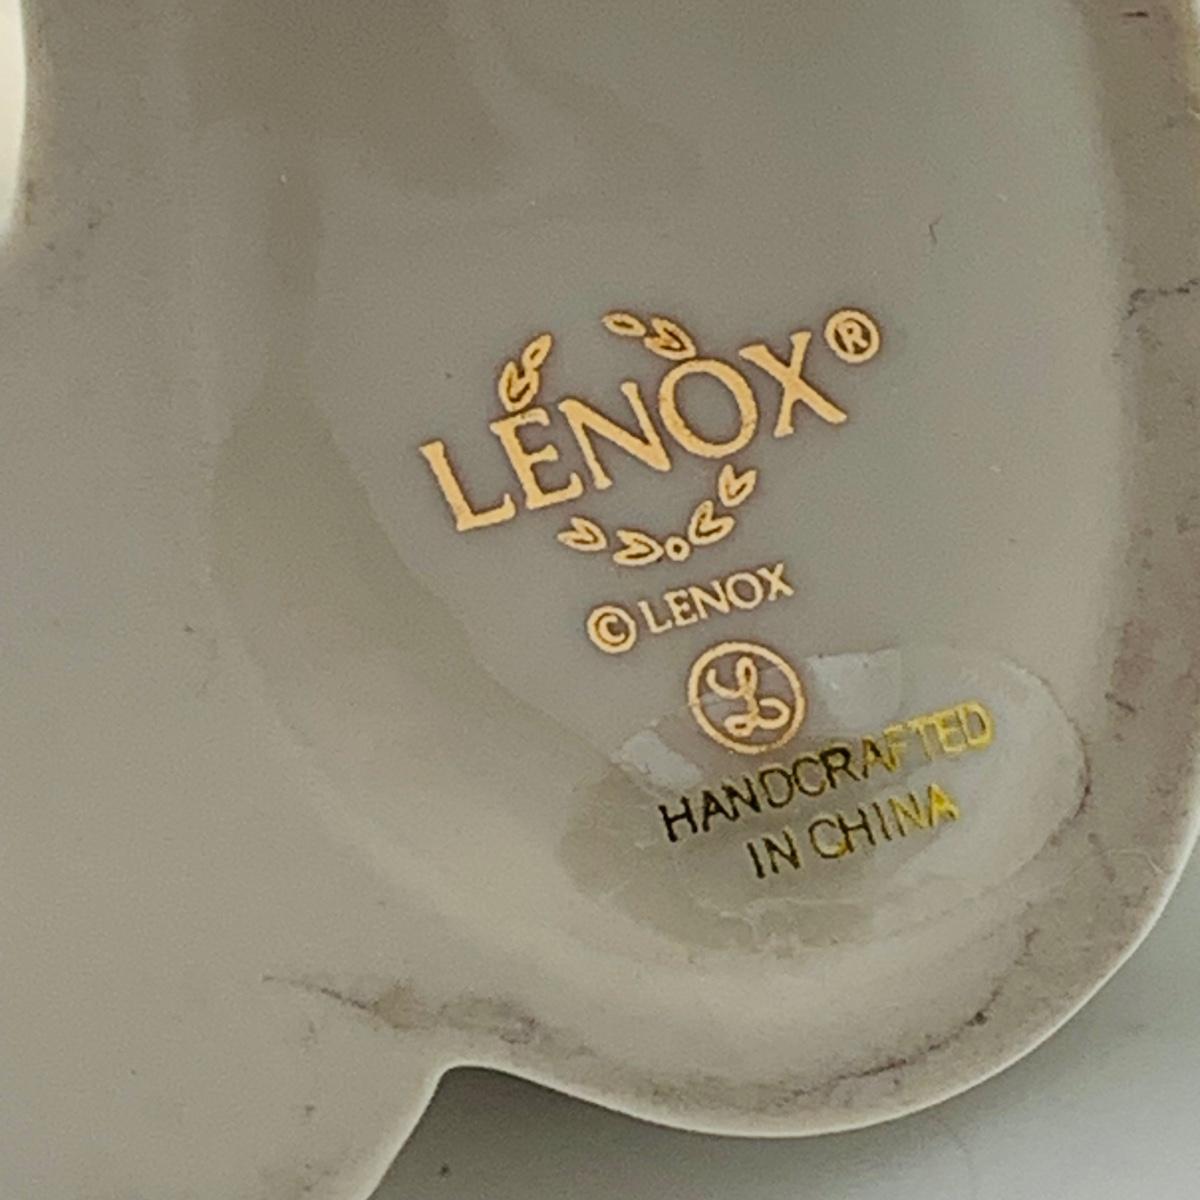 LENOX®
© LENOX
L
HANDCRAFTED
IN CHINA